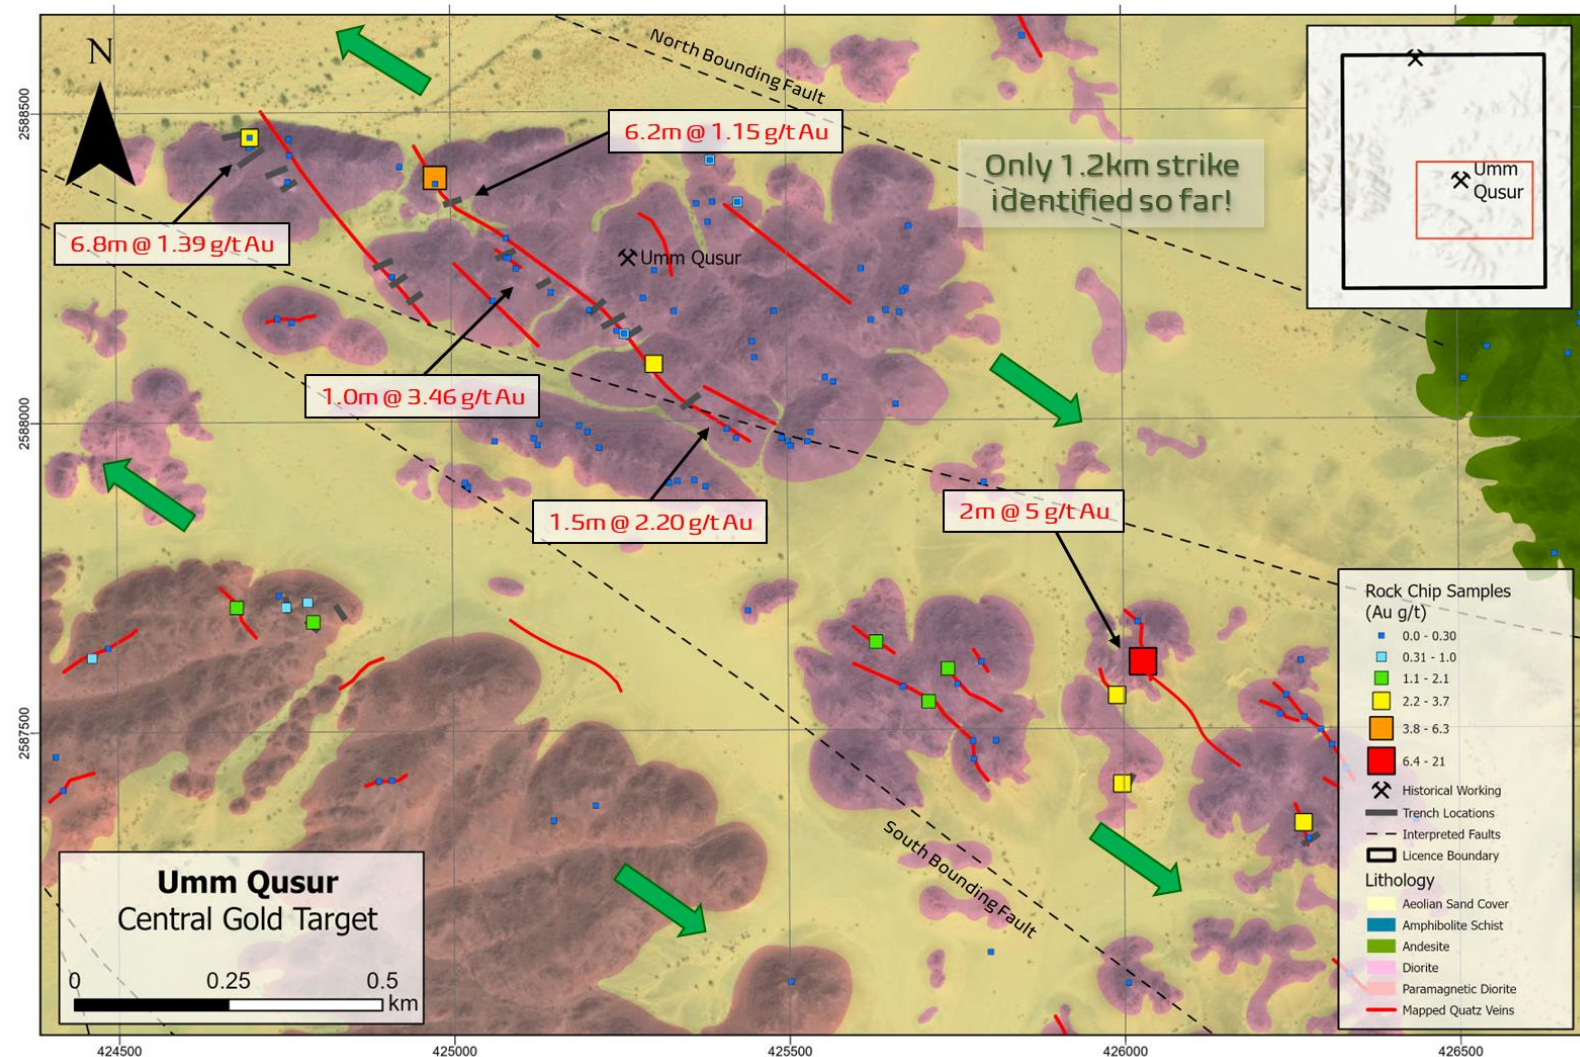 N
North Bounding Fault
6.2m @ 1.15 g/t Au
Only 1.2km strike
identified so far!
Umm
Qusur
6.8m @ 1.39 g/t Au
Umm Qusur
1.0m @ 3.46 g/t Au
1.5m @ 2.20 g/t Au
2m @ 5 g/t Au
South Bounding Fault
Rock Chip Samples
(Au g/t)
0.0 - 0.30
0.31 - 1.0
1.1 - 2.1
2.2 - 3.7
3.8 - 6.3
6.4 - 21
Historical Working
Trench Locations
Interpreted Faults
Licence Boundary
Lithology
Aeolian Sand Cover
Amphibolite Schist
Andesite
Diorite
Paramagnetic Diorite
Mapped Quatz Veins
Umm Qusur
Central Gold Target
0 0.25 0.5
km
2588500
2588000
2587500
424500 425000 425500 426000 426500